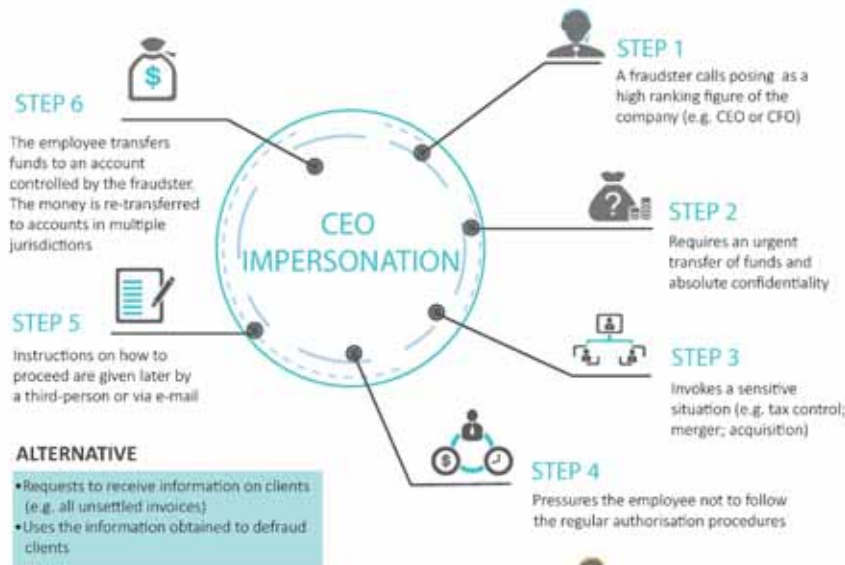 CEO
IMPERSONATION
STEP 1
A fraudster calls posing as a
high ranking figure of the
company (e.g. CEO or CFO)
STEP 2
Requires an urgent
transfer of funds and
absolute confidentiality
STEP 3
Invokes a sensitive
situation (e.g. tax control;
merger; acquisition)
STEP 4
Pressures the employee not to follow
the regular authorisation procedures
STEP 5
Instructions on how to
proceed are given later by
a third-person or via e-mail
STEP 6
The employee transfers
funds to an account
controlled by the fraudster.
The money is re-transferred
to accounts in multiple
jurisdictions
ALTERNATIVE
•Requests to receive information on clients
(e.g. all unsettled invoices)
•Uses the information obtained to defraud
clients